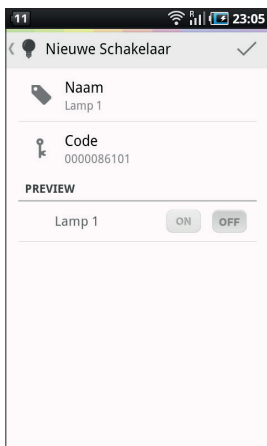 11 R 23:05
Nieuwe Schakelaar
Naam
Lamp 1
Code
0000086101
PREVIEW
Lamp 1 ON OFF